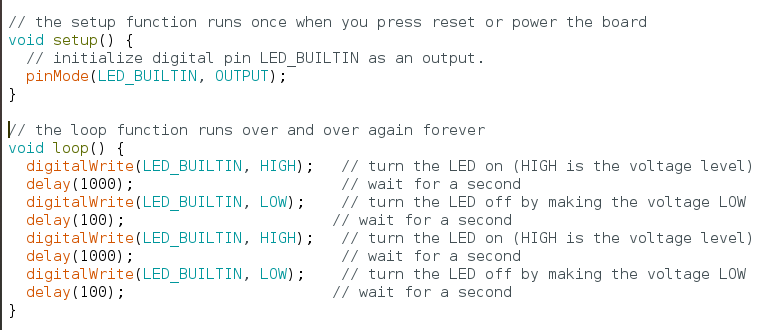 // the setup function runs once when you press reset or power the board
void setup() {
  // initialize digital pin LED_BUILTIN as an output.
  pinMode(LED_BUILTIN, OUTPUT);
}

// the loop function runs over and over again forever
void loop() {
  digitalWrite(LED_BUILTIN, HIGH);   // turn the LED on (HIGH is the voltage level)
  delay(1000);                       // wait for a second
  digitalWrite(LED_BUILTIN, LOW);    // turn the LED off by making the voltage LOW
  delay(100);                       // wait for a second
  digitalWrite(LED_BUILTIN, HIGH);   // turn the LED on (HIGH is the voltage level)
  delay(1000);                       // wait for a second
  digitalWrite(LED_BUILTIN, LOW);    // turn the LED off by making the voltage LOW
  delay(100);                       // wait for a second
}